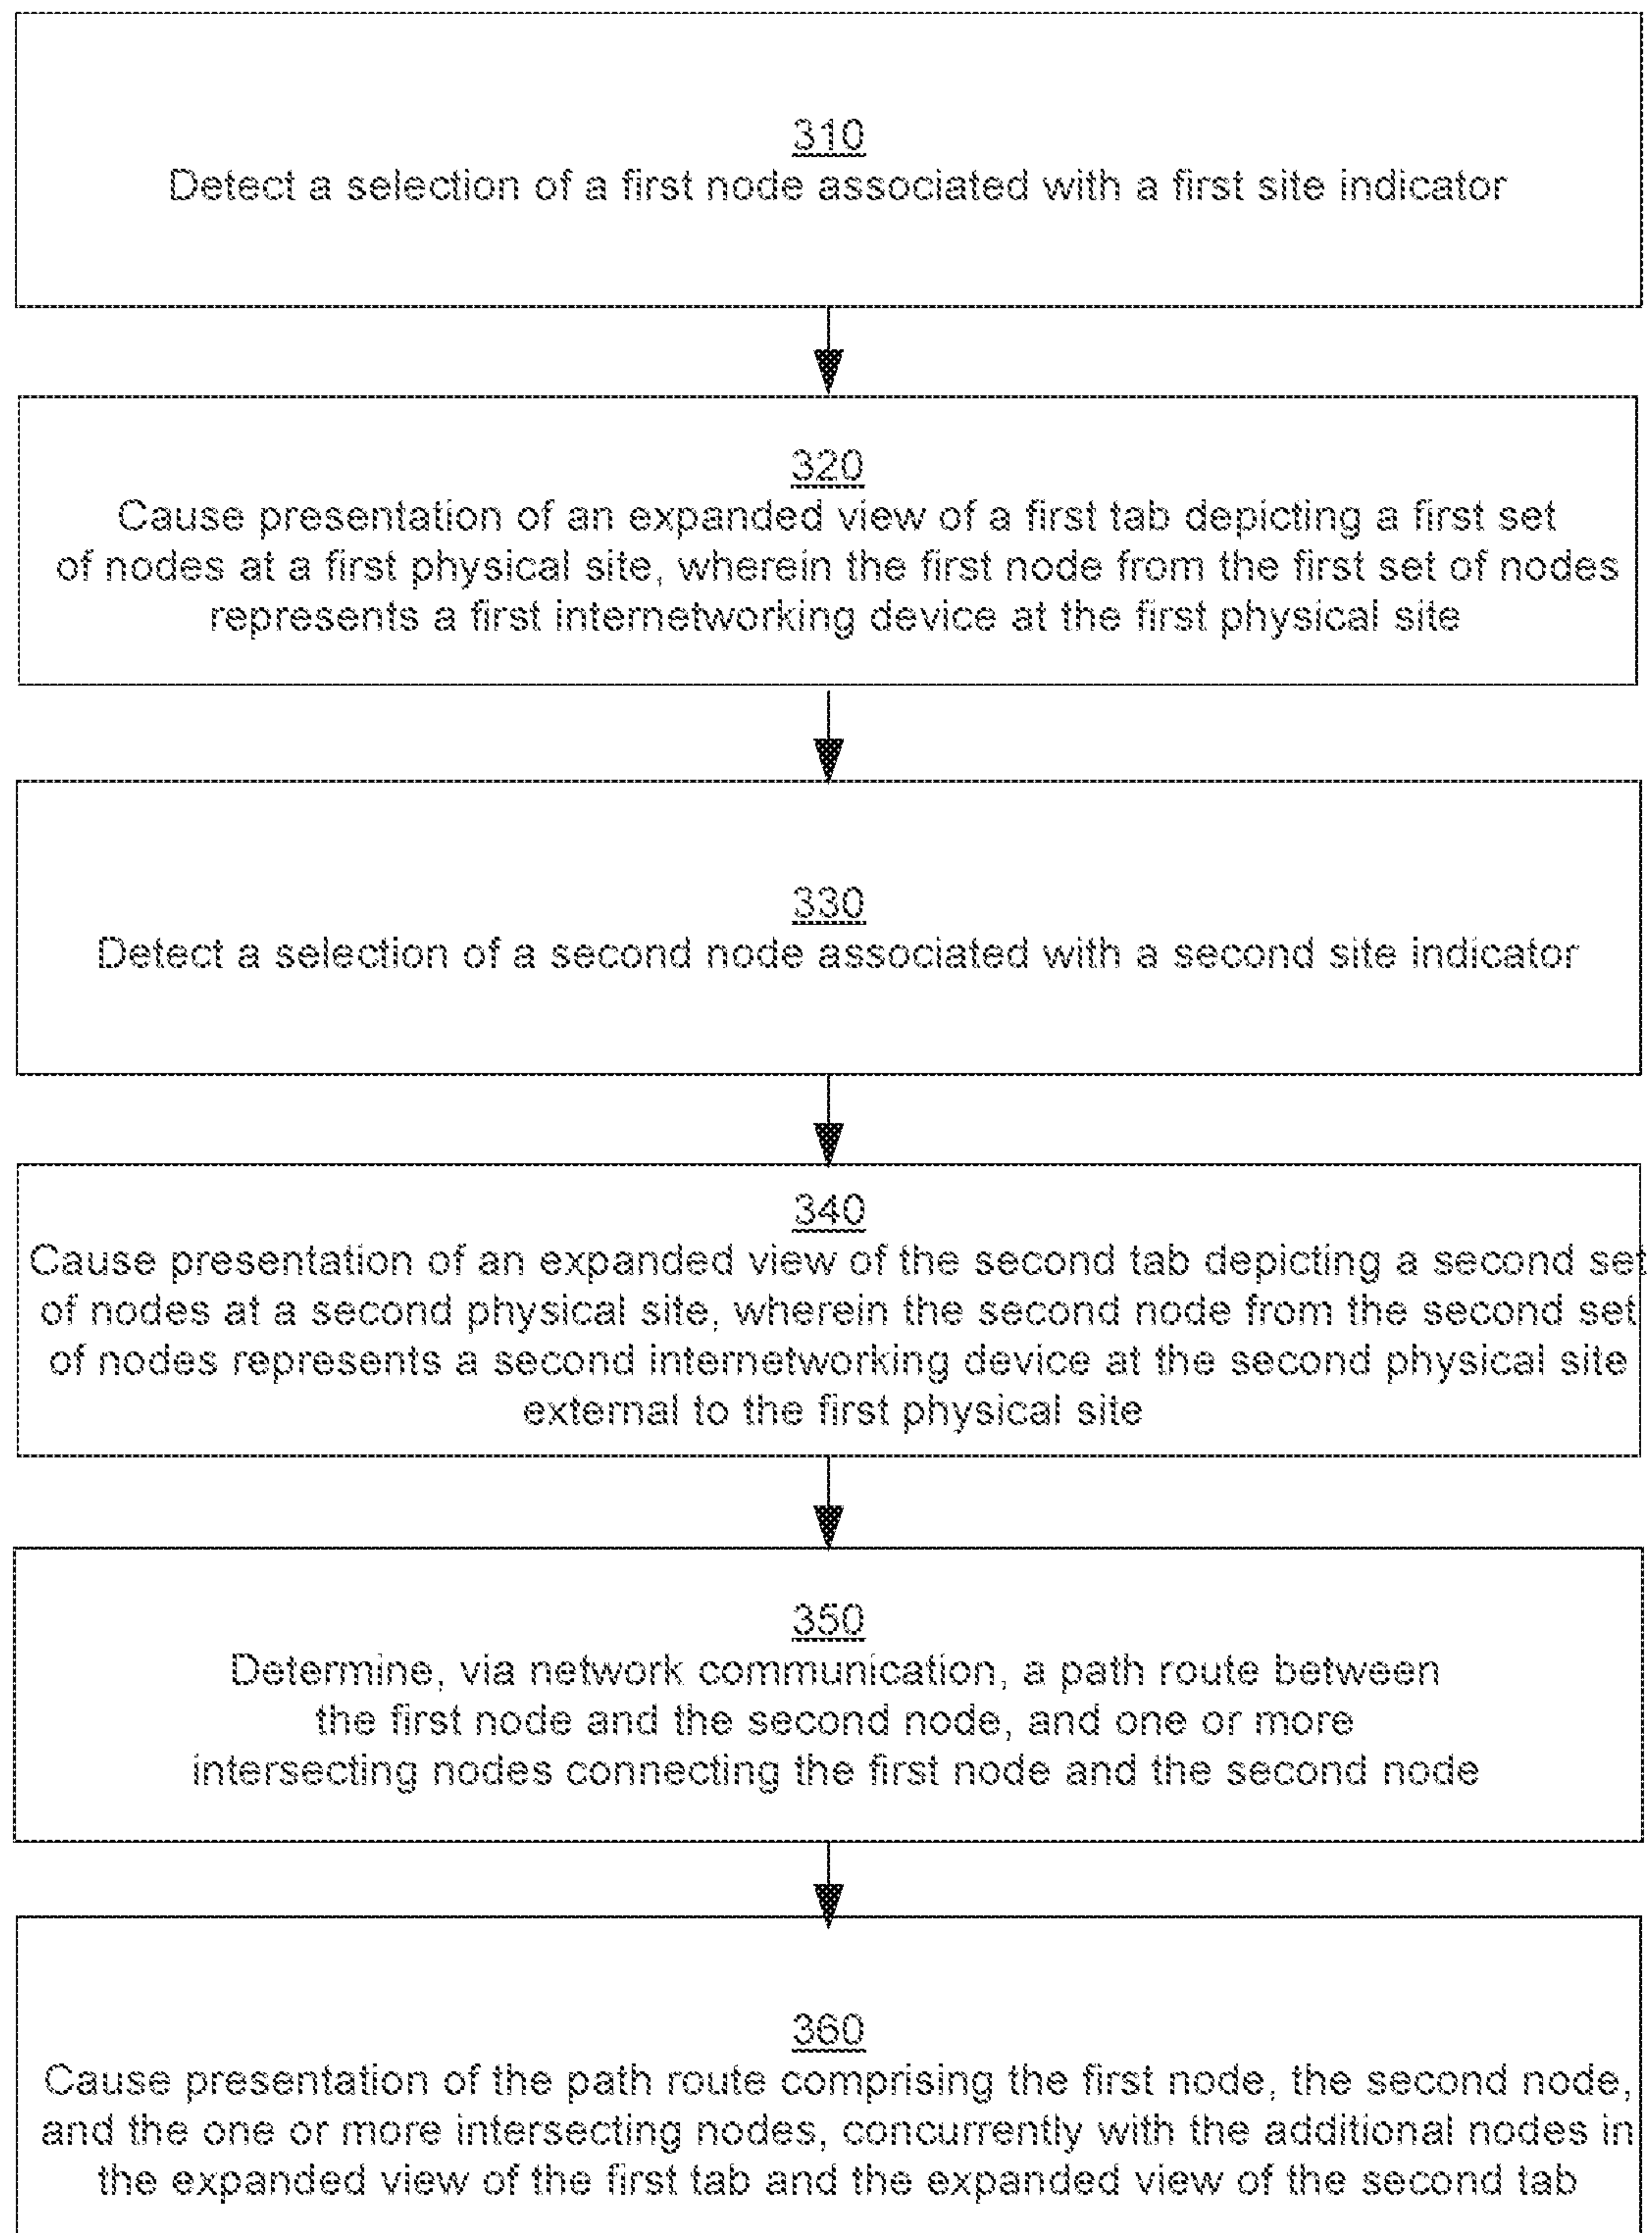 310
Detect a selection of a first node associated with a first site indicator
320
Cause presentation of an expanded view of a first tab depicting a first set
of nodes at a first physical site, wherein the first node from the first set of nodes
represents a first internetworking device at the first physical site
330
Detect a selection of a second node associated with a second site indicator
340
Cause presentation of an expanded view of the second tab depicting a second set
of nodes at a second physical site, wherein the second node from the second set
of nodes represents a second internetworking device at the second physical site
external to the first physical site
350
Determine, via network communication, a path route between
the first node and the second node, and one or more
intersecting nodes connecting the first node and the second node
360
Cause presentation of the path route comprising the first node, the second node,
and the one or more intersecting nodes, concurrently with the additional nodes in
the expanded view of the first tab and the expanded view of the second tab